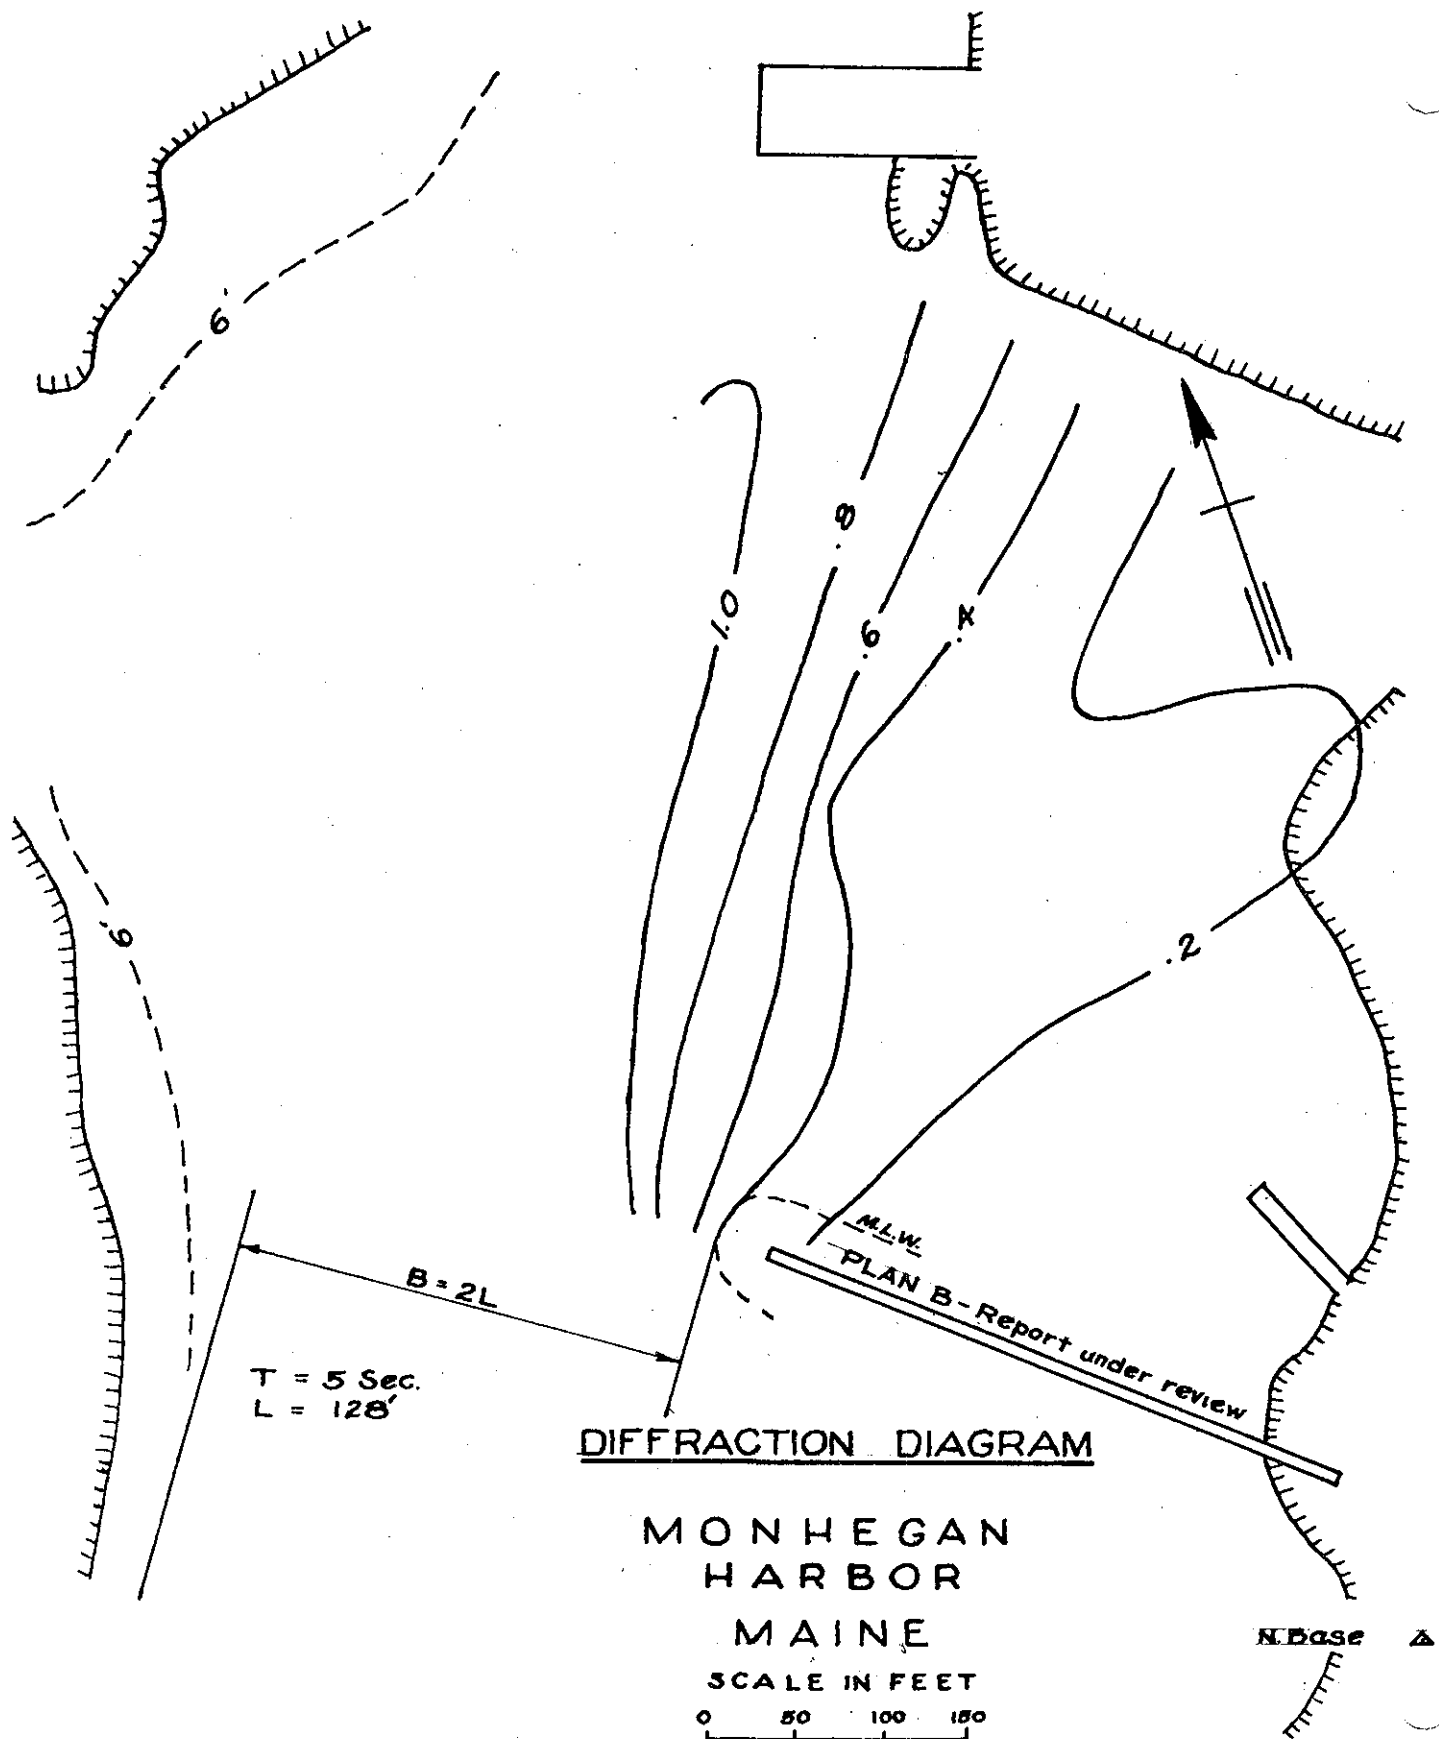 6'
.8
1.0
.6
.4
6'
.2
M.L.W.
PLAN B - Report under review
B = 2L
T = 5 Sec.
L = 128'
DIFFRACTION DIAGRAM
MONHEGAN
HARBOR
MAINE
N. Base
SCALE IN FEET
0 50 100 150